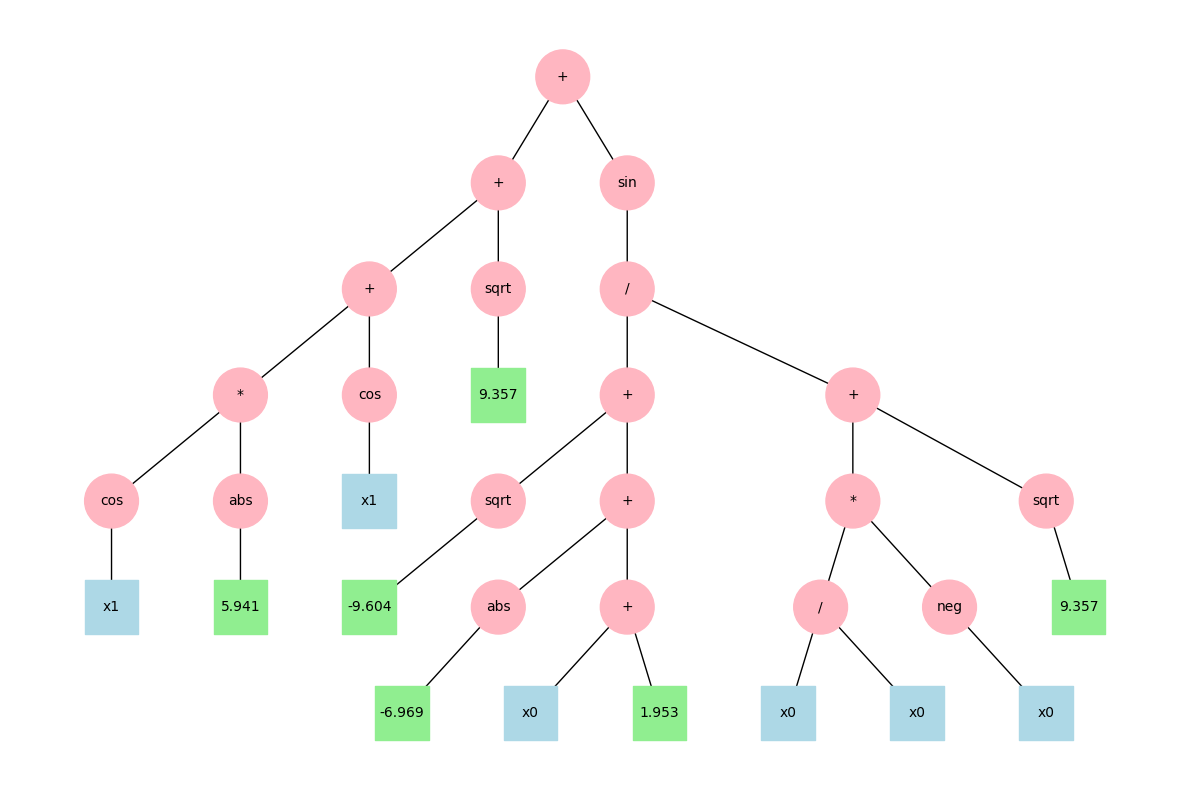 +
+ sin
+ sqrt /
* cos 9.357 + +
cos abs x1 sqrt + * sqrt
x1 5.941 -9.604 abs + / neg 9.357
-6.969 x0 1.953 x0 x0 x0